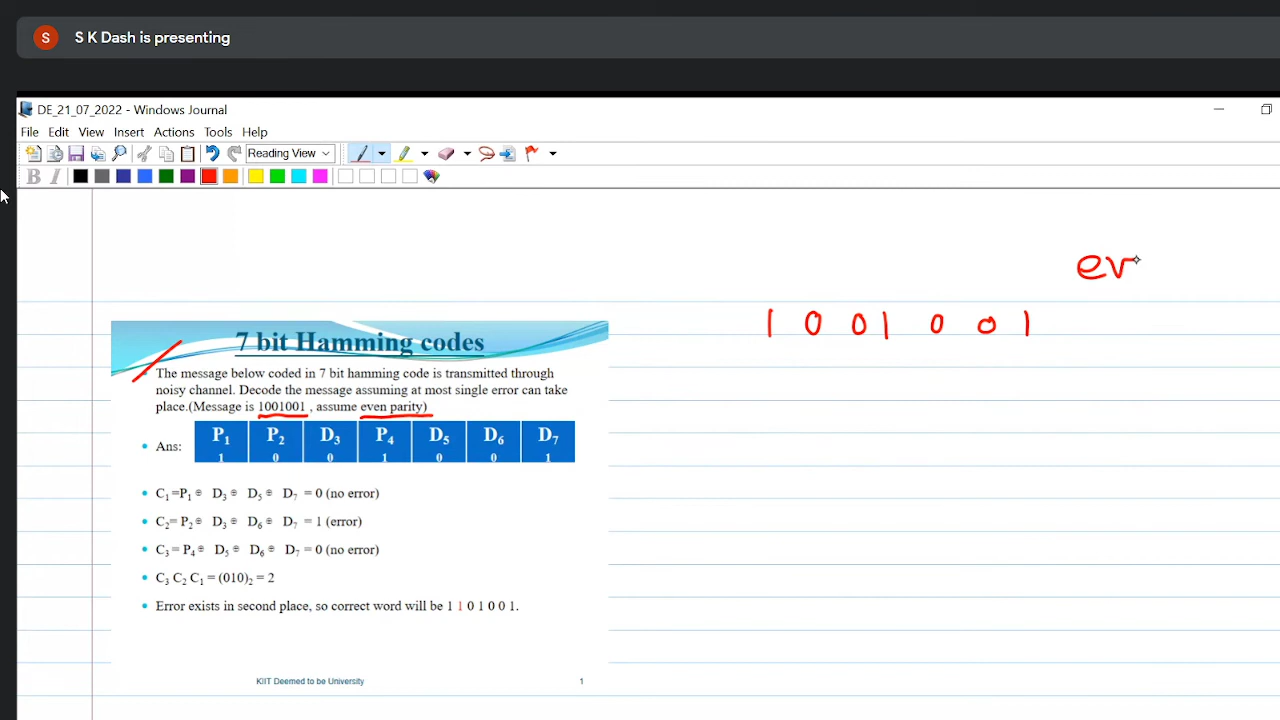 S
S K Dash is presenting
DE_21_07_2022 - Windows Journal
File Edit View Insert Actions Tools Help
Reading View
B I
ev
1 0 0 1 0 0 1
7 bit Hamming codes
The message below coded in 7 bit hamming code is transmitted through
noisy channel. Decode the message assuming at most single error can take
place.(Message is 1001001 , assume even parity)
• Ans:
P₁ P₂ D₃ P₄ D₅ D₆ D₇
1 0 0 1 0 0 1
• C₁ =P₁ ⊕ D₃ ⊕ D₅ ⊕ D₇ = 0 (no error)
• C₂= P₂ ⊕ D₃ ⊕ D₆ ⊕ D₇ = 1 (error)
• C₃ = P₄ ⊕ D₅ ⊕ D₆ ⊕ D₇ = 0 (no error)
• C₃ C₂ C₁ = (010)₂ = 2
• Error exists in second place, so correct word will be 1 1 0 1 0 0 1.
KIIT Deemed to be University 1